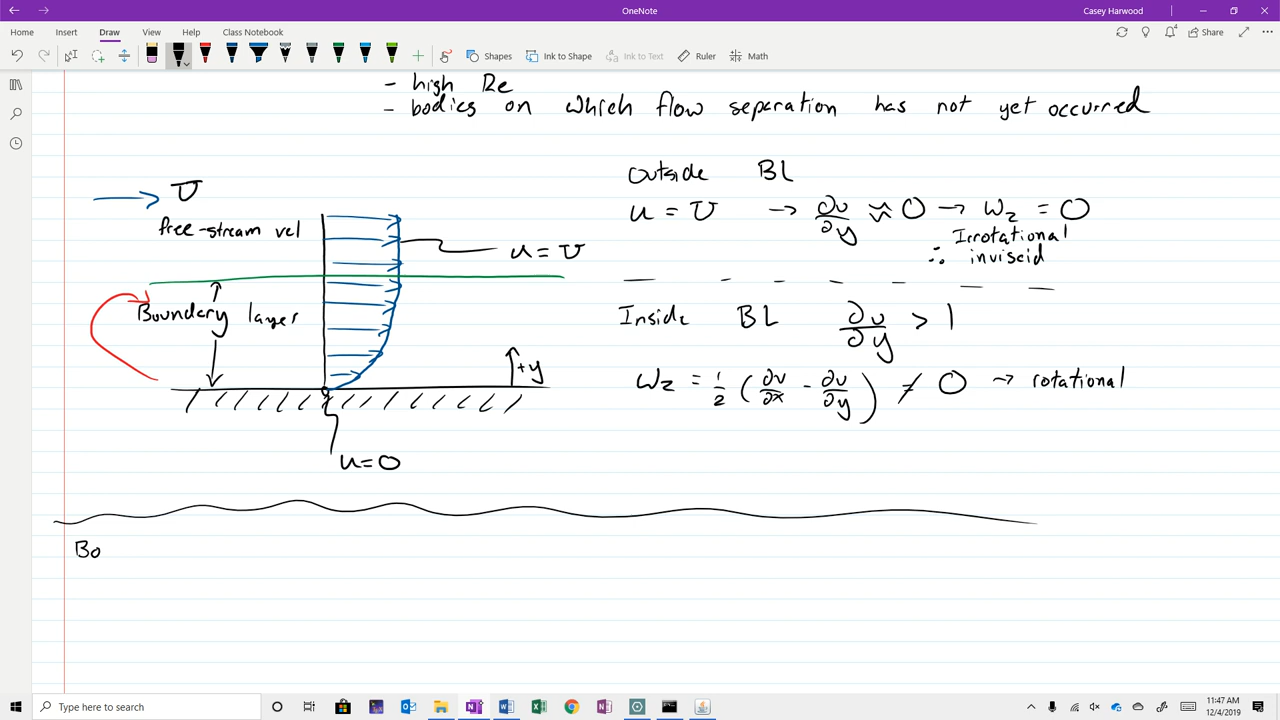 OneNote
Casey Harwood
Home Insert Draw View Help Class Notebook
Share
Shapes Ink to Shape Ink to Text Ruler Math
- high Re
- bodies on which flow separation has not yet occurred
U
free-stream vel
u = U
Boundary layer
+y
u=0
Outside BL
u = U → ∂u/∂y ≈ 0 → ω_z = 0
Irrotational
∴ inviscid
Inside BL ∂u/∂y > 1
ω_z = 1/2 (∂v/∂x - ∂u/∂y) ≠ 0 → rotational
Bo
Type here to search
11:47 AM
12/4/2019